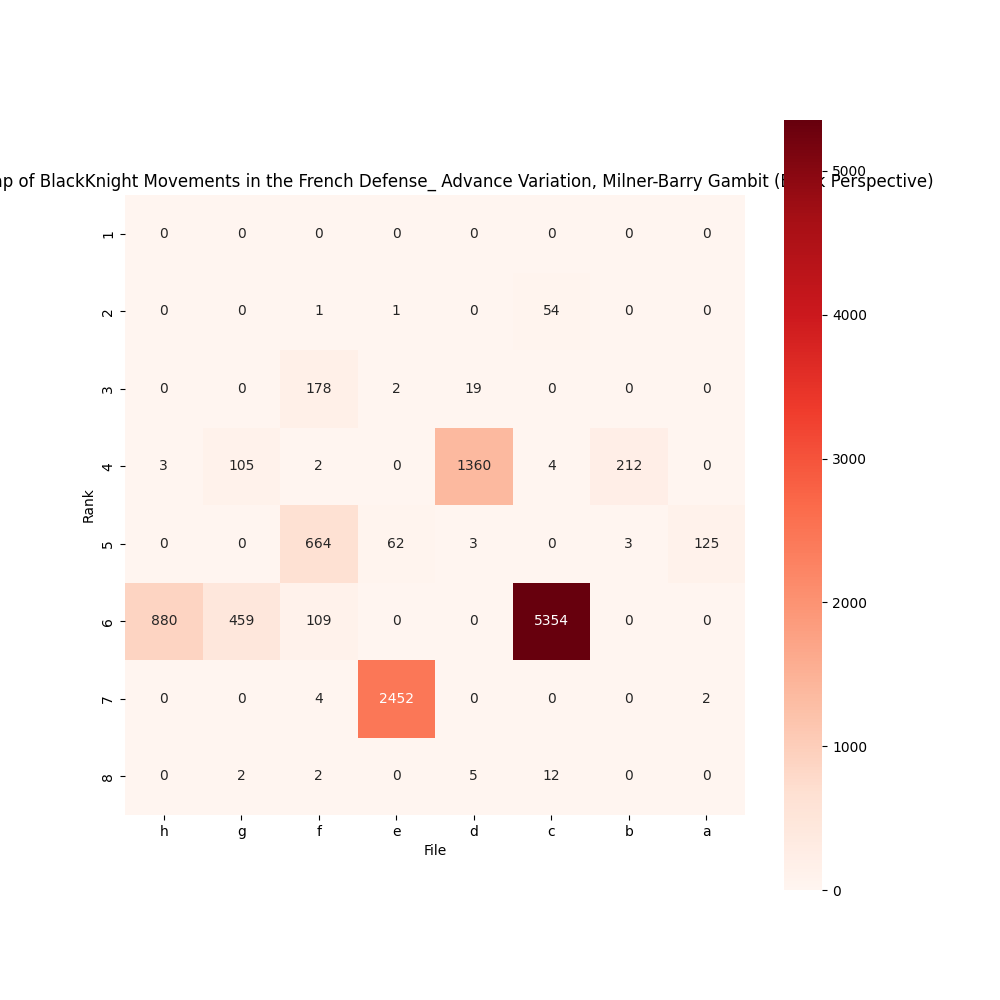 of BlackKnight Movements in the French Defense_ Advance Variation, Milner-Barry Gambit ( Perspective)
5000
1 0 0 0 0 0 0 0 0
2 0 0 1 1 0 54 0 0
4000
3 0 0 178 2 19 0 0 0
4 3 105 2 0 1360 4 212 0
3000
Rank
5 0 0 664 62 3 0 3 125
6 880 459 109 0 0 5354 0 0
2000
7 0 0 4 2452 0 0 0 2
1000
8 0 2 2 0 5 12 0 0
h g f e d c b a
File
0